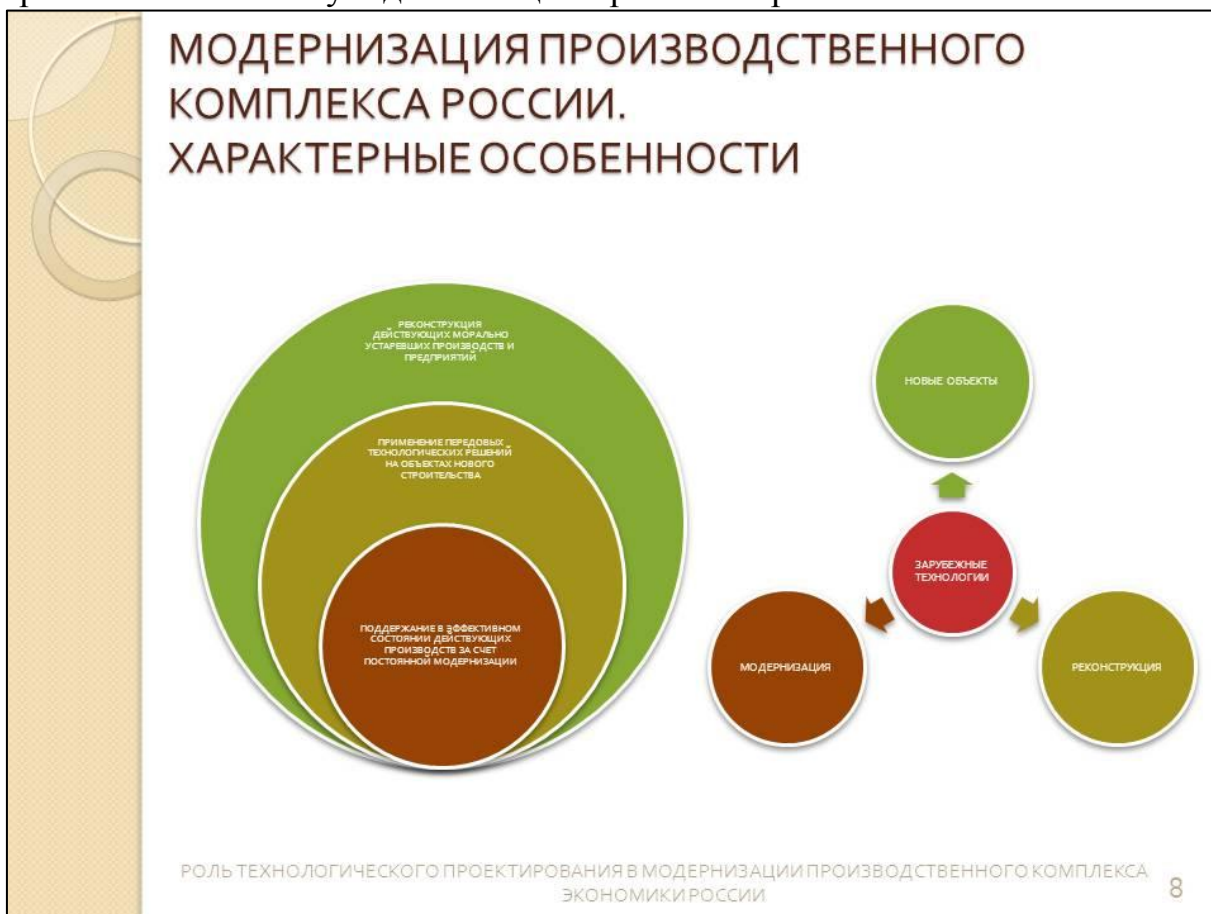 МОДЕРНИЗАЦИЯ ПРОИЗВОДСТВЕННОГО
КОМПЛЕКСА РОССИИ.
ХАРАКТЕРНЫЕ ОСОБЕННОСТИ
РЕКОНСТРУКЦИЯ
ДЕЙСТВУЮЩИХ МОРАЛЬНО
УСТАРЕВШИХ ПРОИЗВОДСТВ И
ПРЕДПРИЯТИЙ
ПРИМЕНЕНИЕ ПЕРЕДОВЫХ
ТЕХНОЛОГИЧЕСКИХ РЕШЕНИЙ
НА ОБЪЕКТАХ НОВОГО
СТРОИТЕЛЬСТВА
ПОДДЕРЖАНИЕ В ЭФФЕКТИВНОМ
СОСТОЯНИИ ДЕЙСТВУЮЩИХ
ПРОИЗВОДСТВ ЗА СЧЕТ
ПОСТОЯННОЙ МОДЕРНИЗАЦИИ
НОВЫЕ ОБЪЕКТЫ
ЗАРУБЕЖНЫЕ
ТЕХНОЛОГИИ
МОДЕРНИЗАЦИЯ
РЕКОНСТРУКЦИЯ
РОЛЬ ТЕХНОЛОГИЧЕСКОГО ПРОЕКТИРОВАНИЯ В МОДЕРНИЗАЦИИ ПРОИЗВОДСТВЕННОГО КОМПЛЕКСА
ЭКОНОМИКИ РОССИИ
8